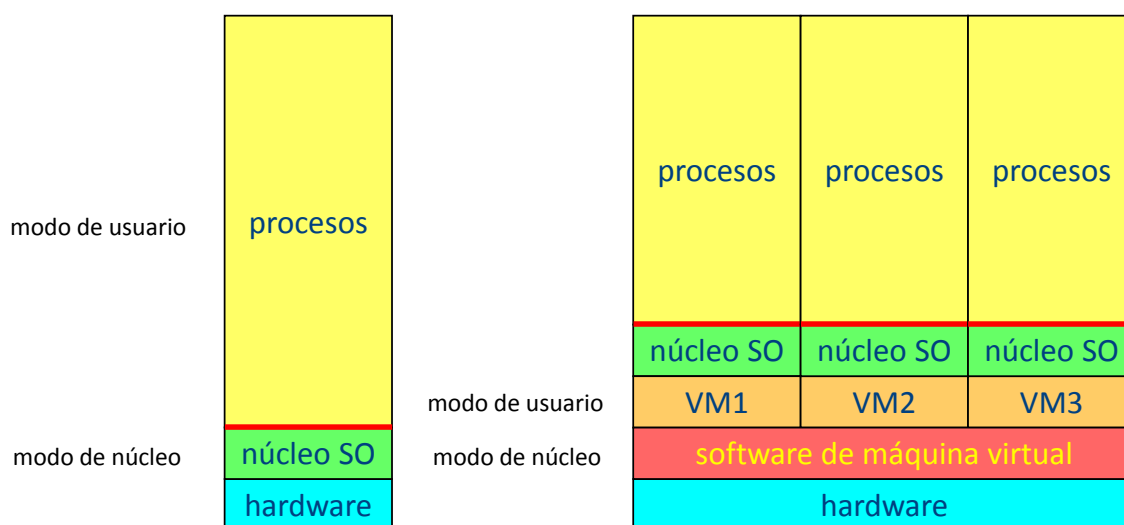 modo de usuario
procesos
modo de núcleo
núcleo SO
hardware
procesos procesos procesos
núcleo SO núcleo SO núcleo SO
modo de usuario
VM1 VM2 VM3
modo de núcleo
software de máquina virtual
hardware